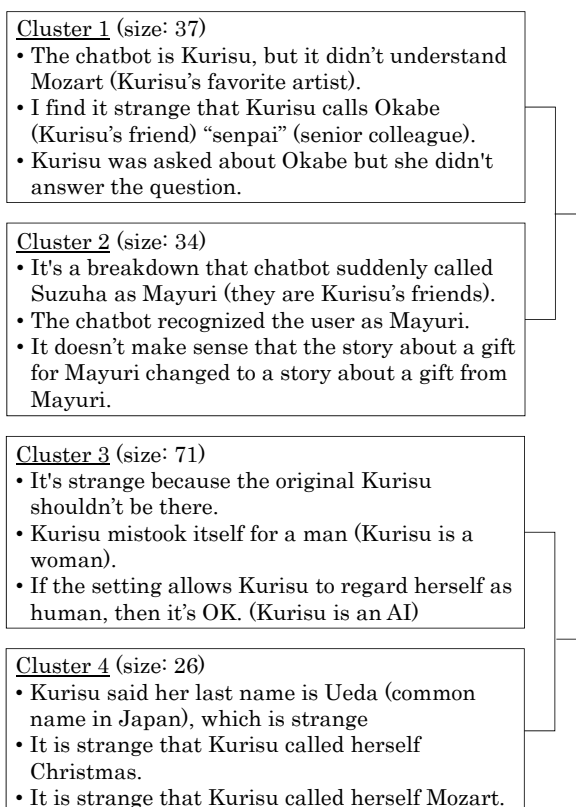 Cluster 1 (size: 37)
• The chatbot is Kurisu, but it didn’t understand
Mozart (Kurisu’s favorite artist).
• I find it strange that Kurisu calls Okabe
(Kurisu’s friend) “senpai” (senior colleague).
• Kurisu was asked about Okabe but she didn't
answer the question.
Cluster 2 (size: 34)
• It's a breakdown that chatbot suddenly called
Suzuha as Mayuri (they are Kurisu’s friends).
• The chatbot recognized the user as Mayuri.
• It doesn’t make sense that the story about a gift
for Mayuri changed to a story about a gift from
Mayuri.
Cluster 3 (size: 71)
• It's strange because the original Kurisu
shouldn’t be there.
• Kurisu mistook itself for a man (Kurisu is a
woman).
• If the setting allows Kurisu to regard herself as
human, then it’s OK. (Kurisu is an AI)
Cluster 4 (size: 26)
• Kurisu said her last name is Ueda (common
name in Japan), which is strange
• It is strange that Kurisu called herself
Christmas.
• It is strange that Kurisu called herself Mozart.